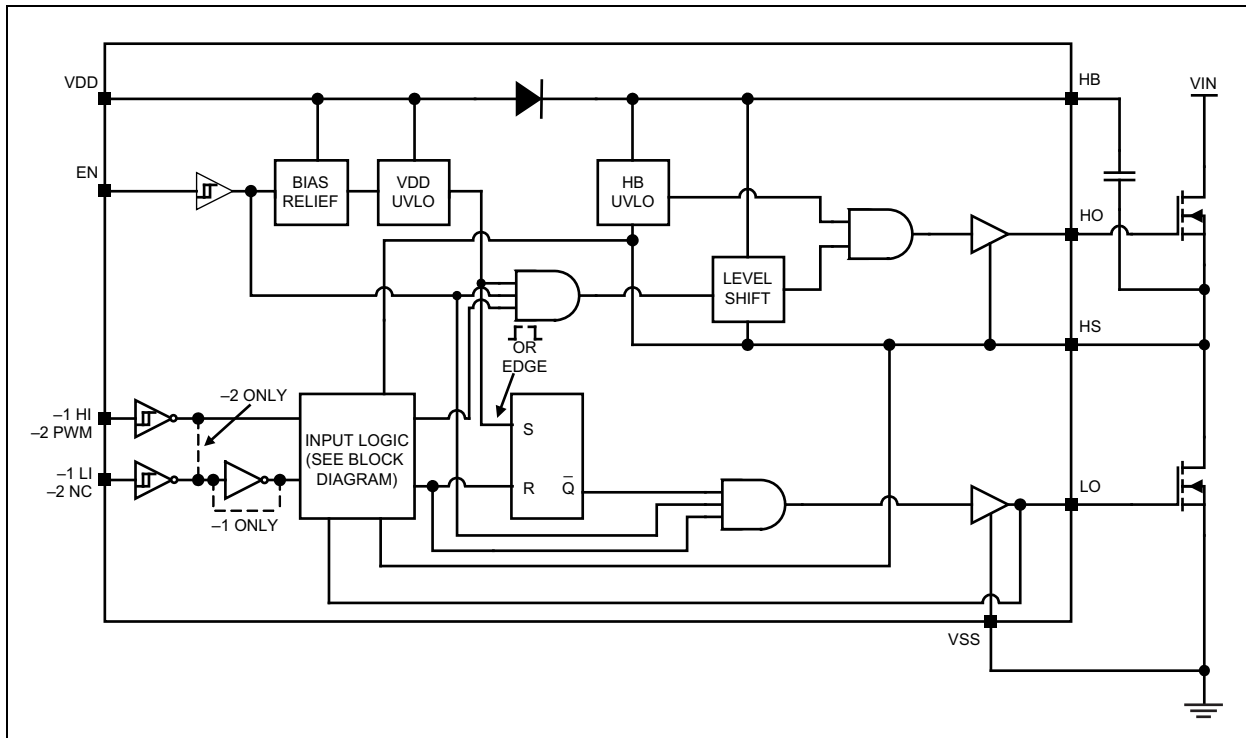 VDD
HB
VIN
EN
BIAS
RELIEF
VDD
UVLO
HB
UVLO
HO
LEVEL
SHIFT
HS
OR
EDGE
–2 ONLY
–1 HI
–2 PWM
INPUT LOGIC
(SEE BLOCK
DIAGRAM)
S
–1 LI
–2 NC
R
Q̅
LO
–1 ONLY
VSS